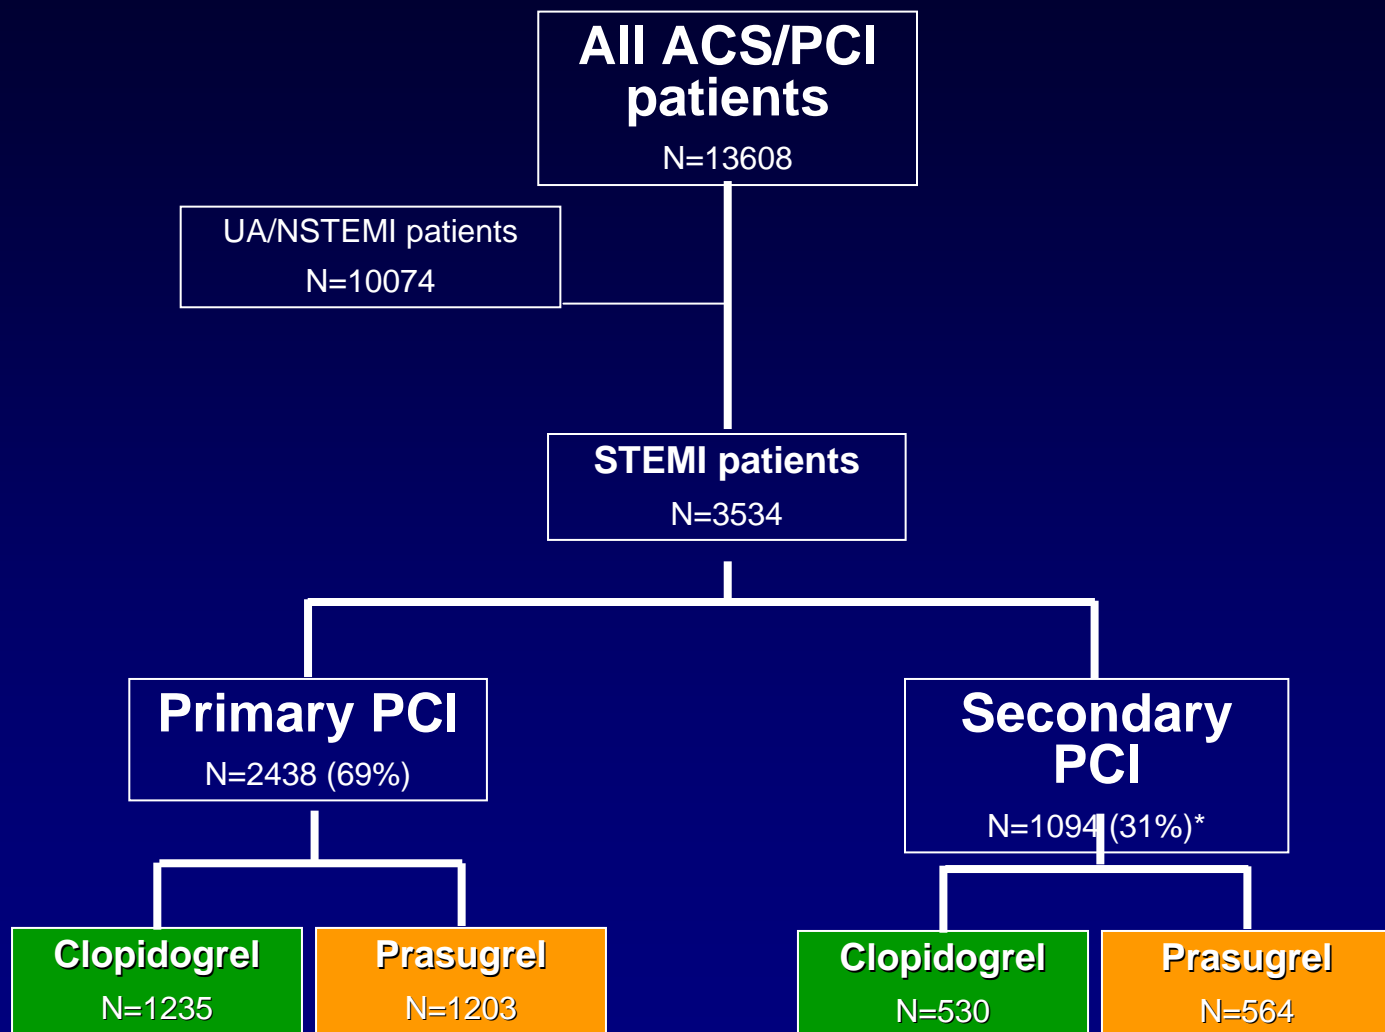 All ACS/PCI
patients
N=13608
UA/NSTEMI patients
N=10074
STEMI patients
N=3534
Primary PCI
N=2438 (69%)
Secondary
PCI
N=1094 (31%)*
Clopidogrel
N=1235
Prasugrel
N=1203
Clopidogrel
N=530
Prasugrel
N=564